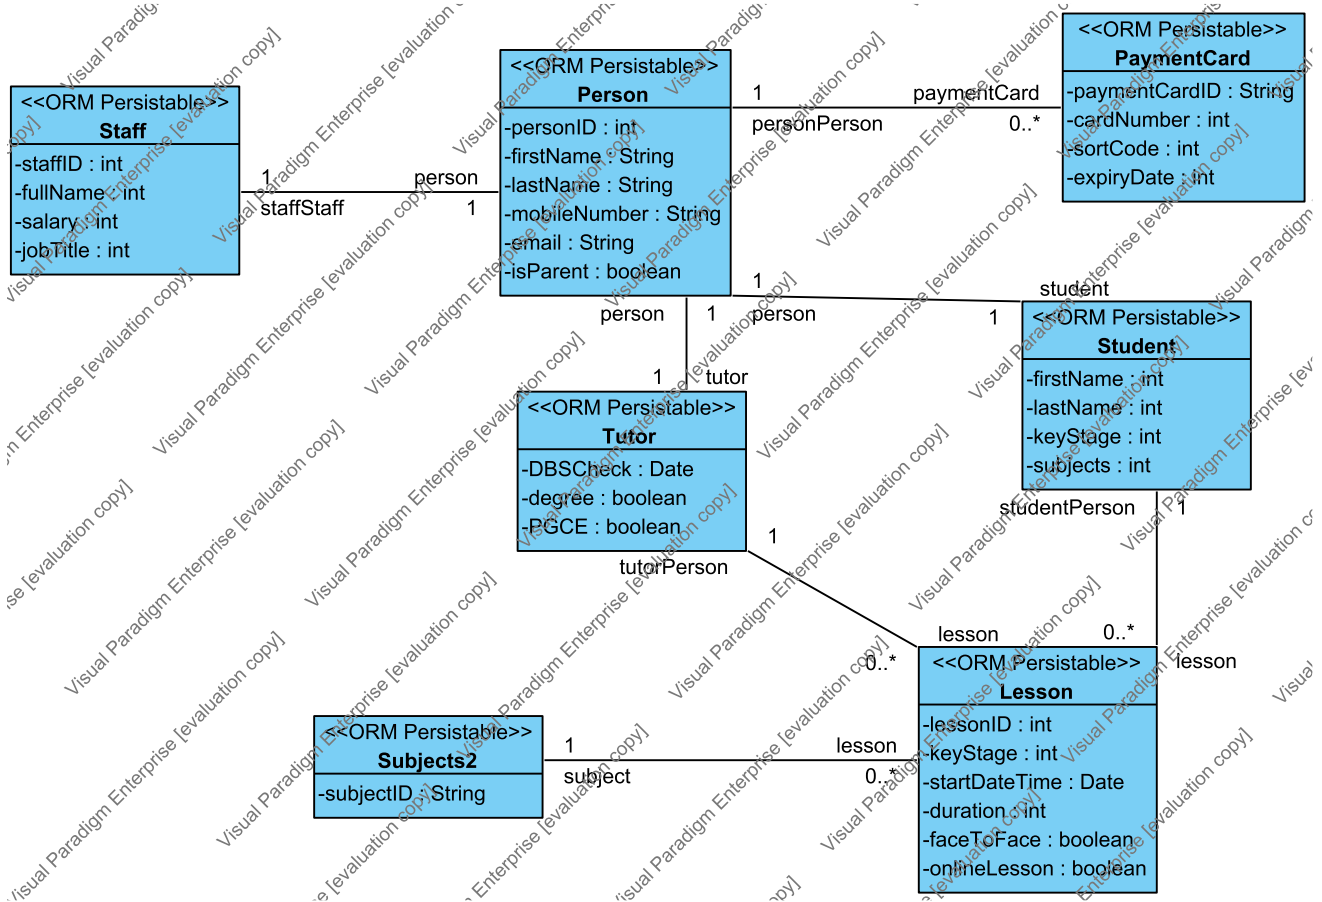 <<ORM Persistable>>
Staff
-staffID : int
-fullName : int
-salary : int
-jobTitle : int
1
staffStaff
person
1
<<ORM Persistable>>
Person
-personID : int
-firstName : String
-lastName : String
-mobileNumber : String
-email : String
-isParent : boolean
1
personPerson
paymentCard
0..*
<<ORM Persistable>>
PaymentCard
-paymentCardID : String
-cardNumber : int
-sortCode : int
-expiryDate : int
person
1
1
tutor
1
person
student
1
<<ORM Persistable>>
Student
-firstName : int
-lastName : int
-keyStage : int
-subjects : int
<<ORM Persistable>>
Tutor
-DBSCheck : Date
-degree : boolean
-PGCE : boolean
1
tutorPerson
studentPerson
1
lesson
0..*
0..*
lesson
<<ORM Persistable>>
Subjects2
-subjectID : String
1
subject
lesson
0..*
<<ORM Persistable>>
Lesson
-lessonID : int
-keyStage : int
-startDateTime : Date
-duration : int
-faceToFace : boolean
-onlineLesson : boolean
Visual Paradigm Enterprise [evaluation copy]